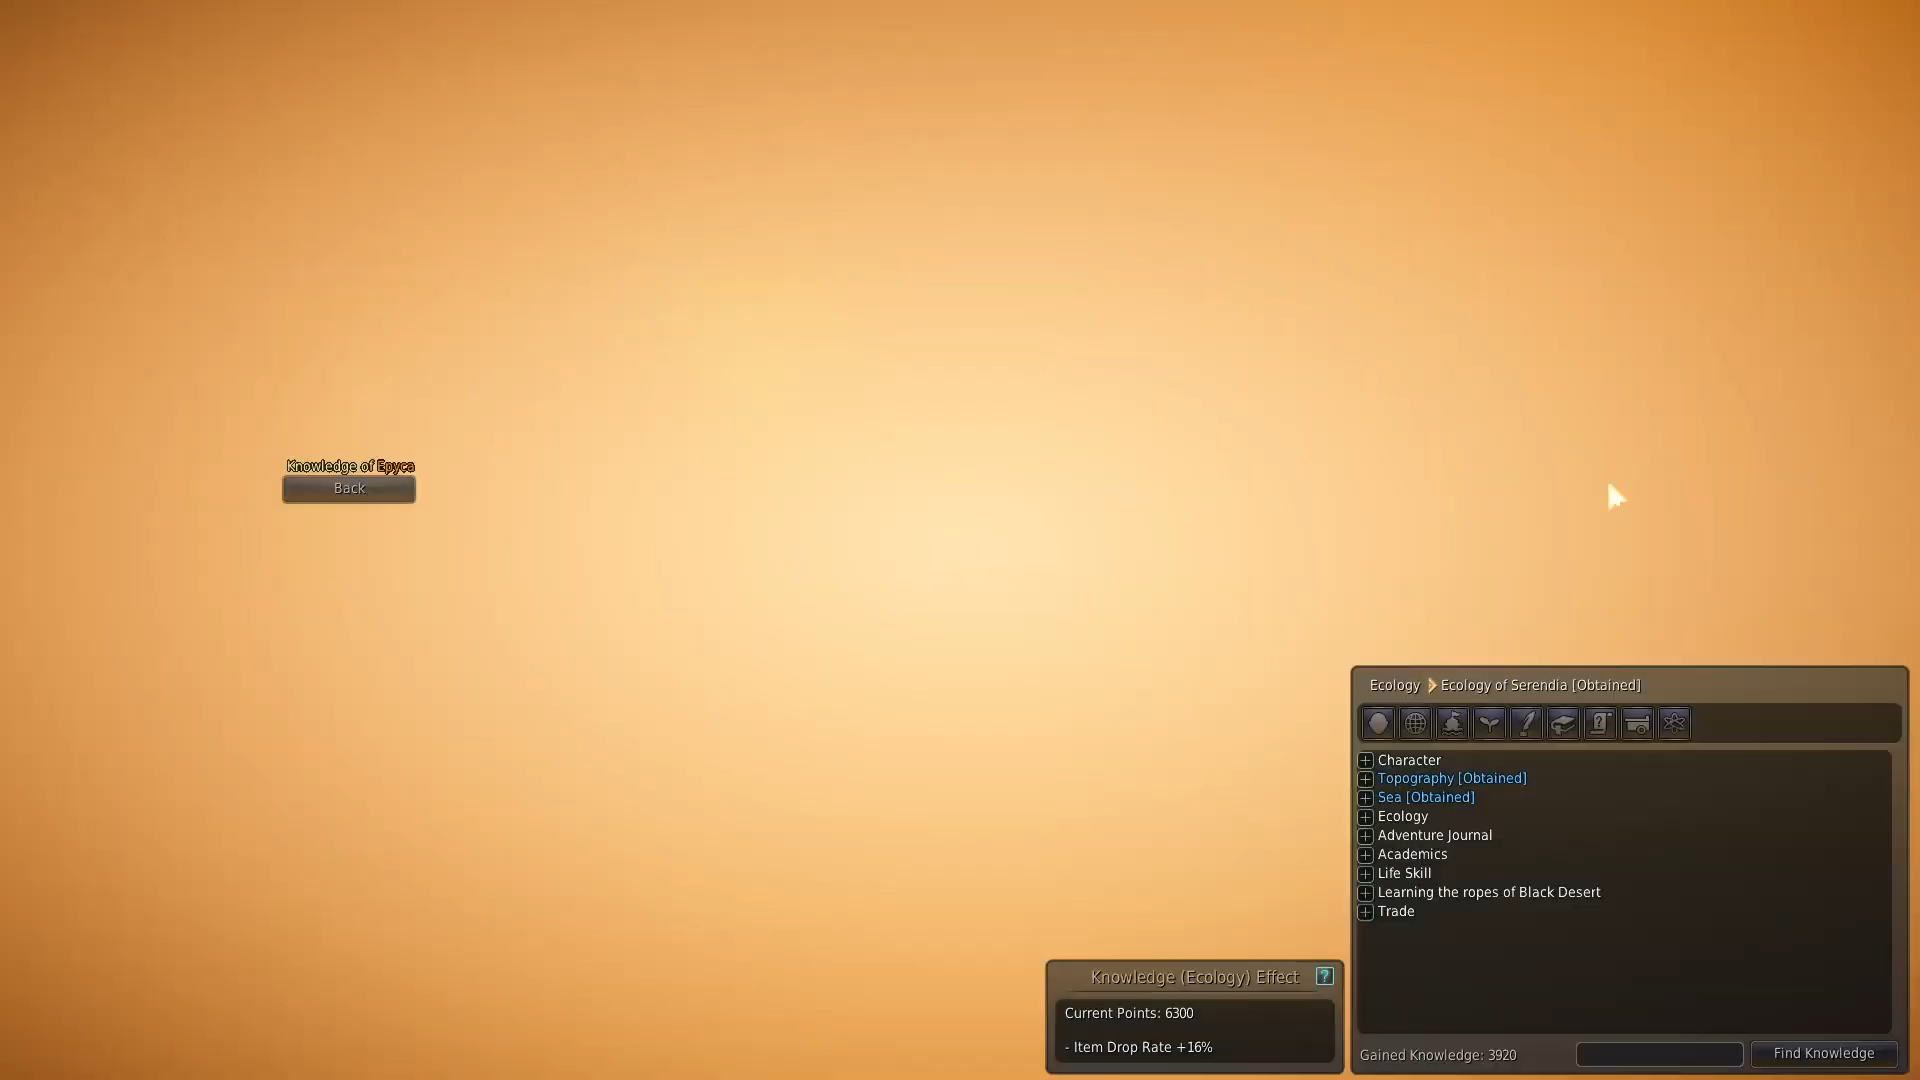 Knowledge of Epyca
Back
Ecology Ecology of Serendia [Obtained]
Character
Topography [Obtained]
Sea [Obtained]
Ecology
Adventure Journal
Academics
Life Skill
Learning the ropes of Black Desert
Trade
Knowledge (Ecology) Effect ?
Current Points: 6300
- Item Drop Rate +16%
Gained Knowledge: 3920
Find Knowledge